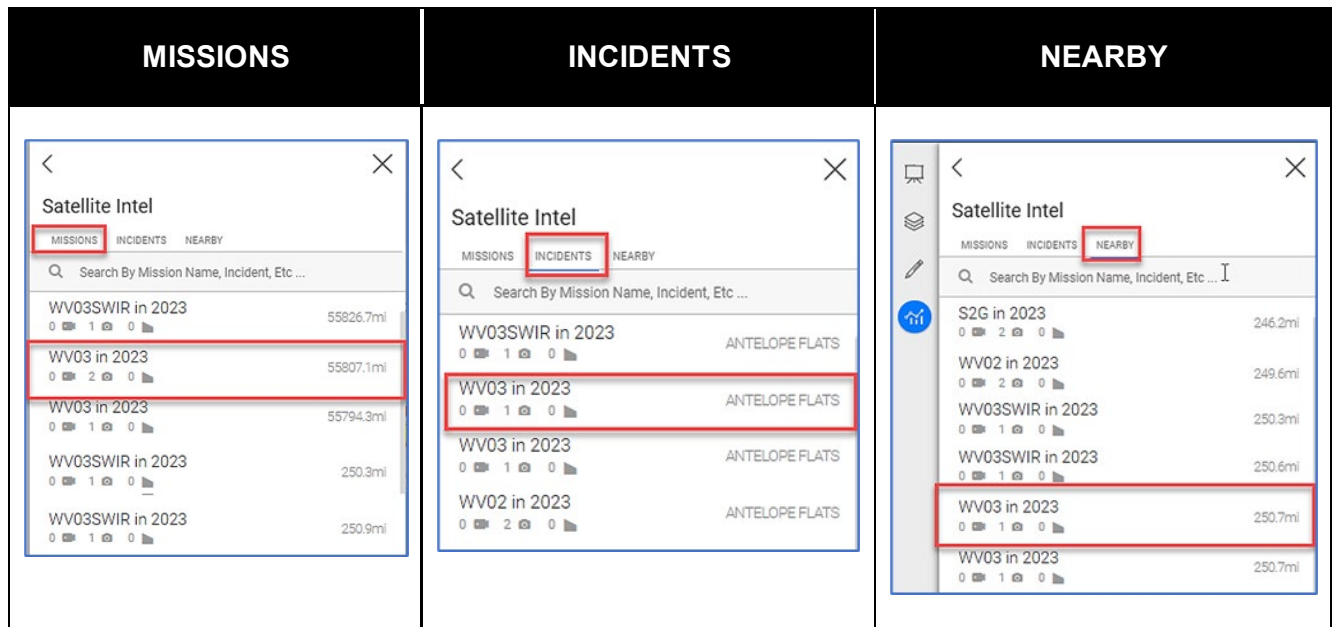 MISSIONS
INCIDENTS
NEARBY
Satellite Intel
MISSIONS INCIDENTS NEARBY
Search By Mission Name, Incident, Etc ...
WV03SWIR in 2023
55826.7mi
0 1 0
WV03 in 2023
55807.1mi
0 2 0
WV03 in 2023
55794.3mi
0 1 0
WV03SWIR in 2023
250.3mi
0 1 0
WV03SWIR in 2023
250.9mi
0 1 0
Satellite Intel
MISSIONS INCIDENTS NEARBY
Search By Mission Name, Incident, Etc ...
WV03SWIR in 2023
ANTELOPE FLATS
0 1 0
WV03 in 2023
ANTELOPE FLATS
0 1 0
WV03 in 2023
ANTELOPE FLATS
0 1 0
WV02 in 2023
ANTELOPE FLATS
0 2 0
Satellite Intel
MISSIONS INCIDENTS NEARBY
Search By Mission Name, Incident, Etc ...
S2G in 2023
246.2mi
0 2 0
WV02 in 2023
249.6mi
0 2 0
WV03SWIR in 2023
250.3mi
0 1 0
WV03SWIR in 2023
250.6mi
0 1 0
WV03 in 2023
250.7mi
0 1 0
WV03 in 2023
250.7mi
0 1 0